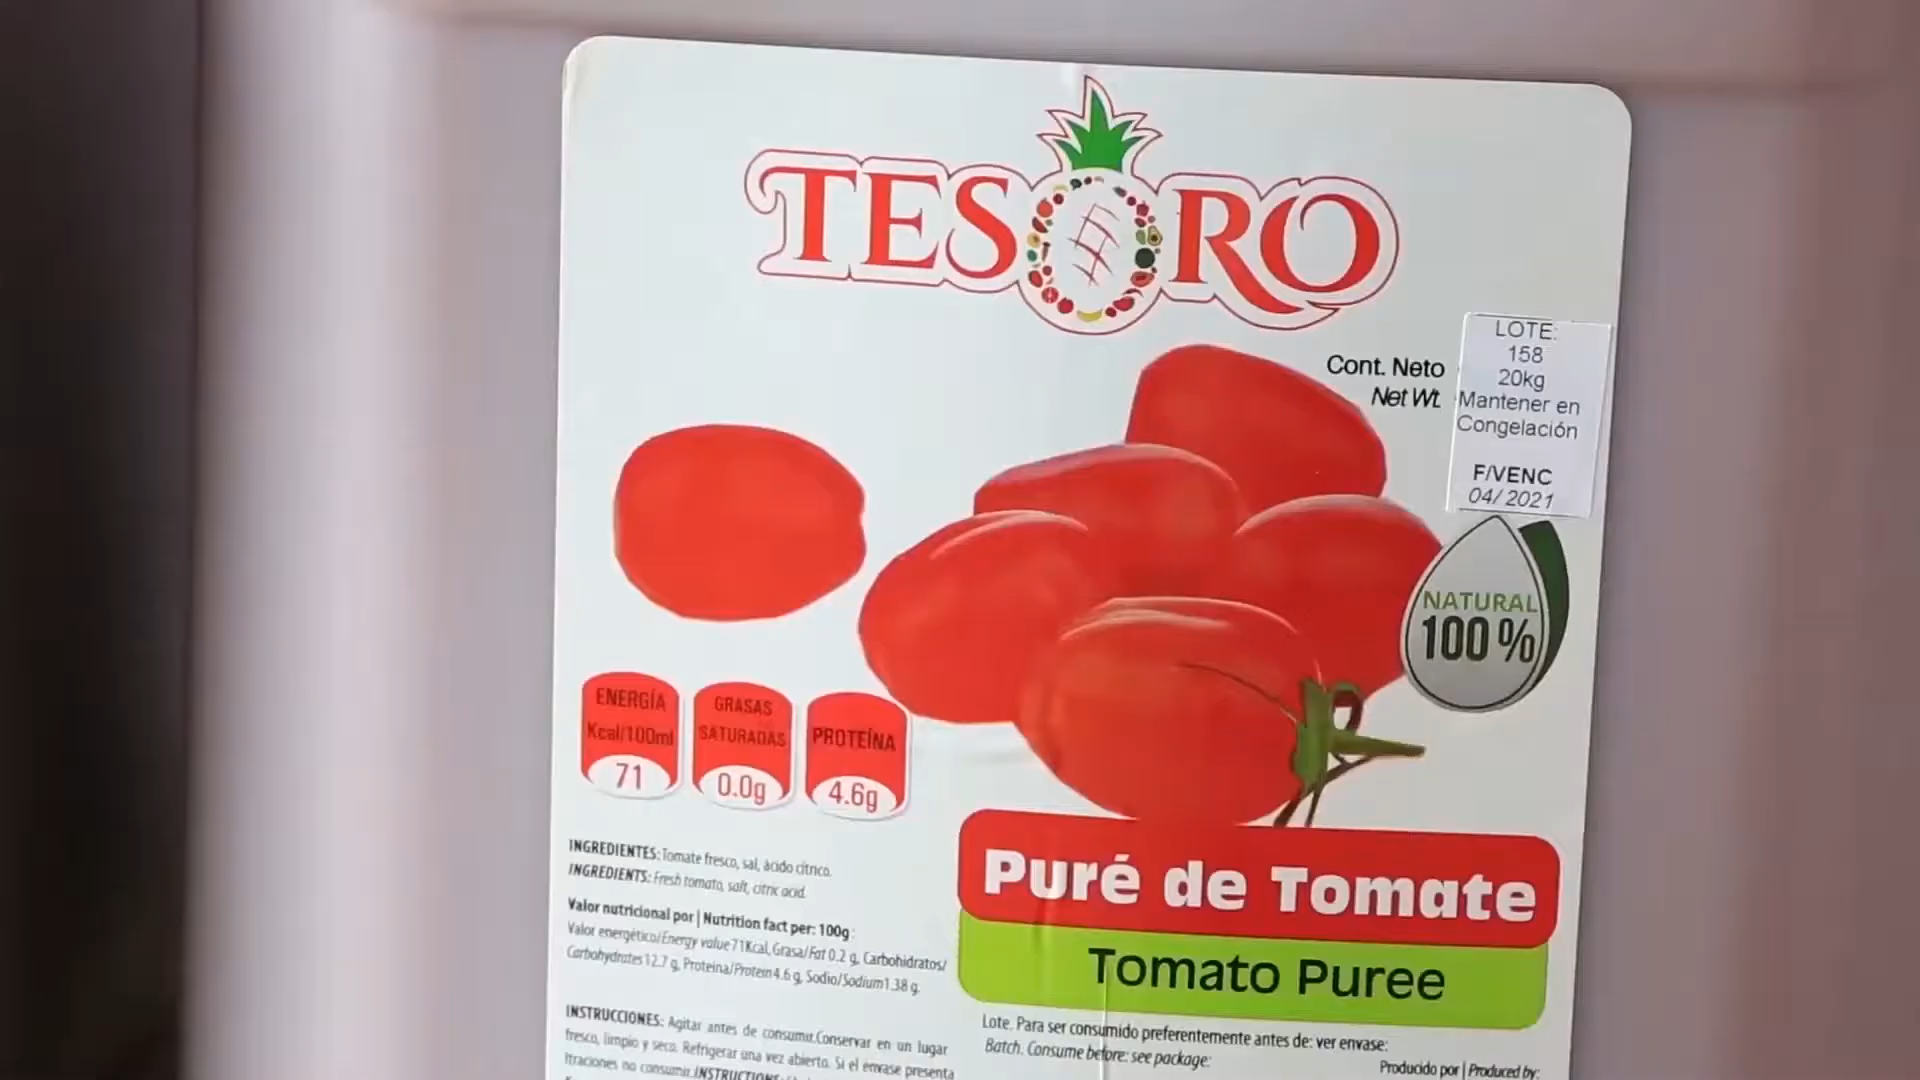 TESORO
Cont. Neto
Net Wt.
LOTE:
158
20kg
Mantener en
Congelación
F/VENC
04/2021
NATURAL
100%
ENERGÍA
Kcal/100ml
71
GRASAS
SATURADAS
0.0g
PROTEÍNA
4.6g
INGREDIENTES: Tomate fresco, sal, ácido cítrico.
INGREDIENTS: Fresh tomato, salt, citric acid.
Valor nutricional por | Nutrition fact per: 100g:
Valor energético/Energy value 71Kcal, Grasa/Fat 0.2 g, Carbohidratos/
Carbohydrates 12.7 g, Proteína/Protein 4.6 g, Sodio/Sodium 1.38 g.
INSTRUCCIONES: Agitar antes de consumir.Conservar en un lugar
fresco, limpio y seco. Refrigerar una vez abierto. Si el envase presenta
ltraciones no consumir.INSTRUCTIONS:
Puré de Tomate
Tomato Puree
Lote. Para ser consumido preferentemente antes de: ver envase:
Batch. Consume before: see package:
Producido por | Produced by: